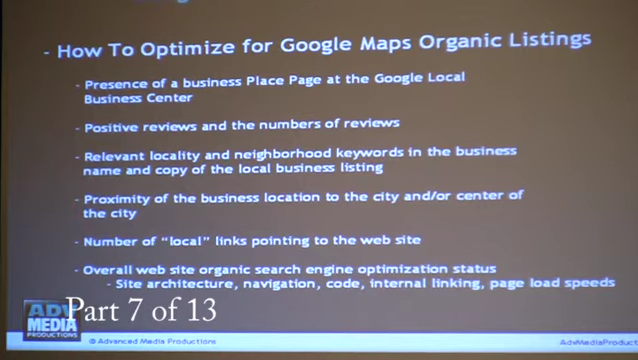 - How To Optimize for Google Maps Organic Listings
- Presence of a business Place Page at the Google Local
Business Center
- Positive reviews and the numbers of reviews
- Relevant locality and neighborhood keywords in the business
name and copy of the local business listing
- Proximity of the business location to the city and/or center of
the city
- Number of "local" links pointing to the web site
- Overall web site organic search engine optimization status
- Site architecture, navigation, code, internal linking, page load speeds
Part 7 of 13
ADV
MEDIA
PRODUCTIONS
© Advanced Media Productions
AdvMediaProduct